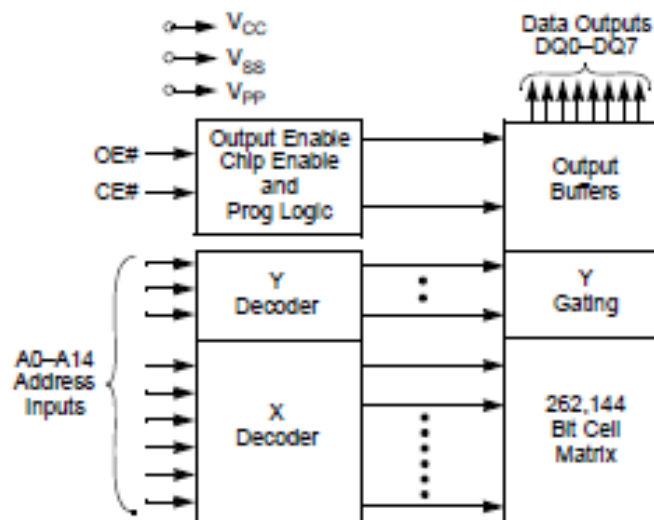 VCC
VSS
VPP
Data Outputs
DQ0–DQ7
OE#
CE#
Output Enable
Chip Enable
and
Prog Logic
Output
Buffers
Y
Decoder
Y
Gating
A0–A14
Address
Inputs
X
Decoder
262,144
Bit Cell
Matrix